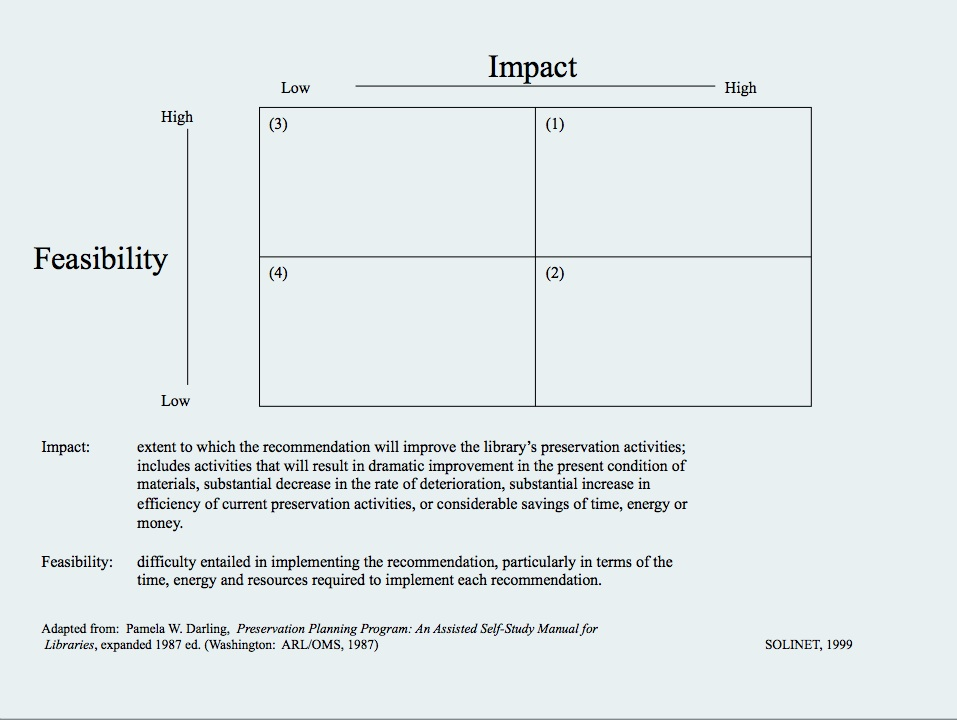 Impact
Low High
High
(3) (1)
Feasibility
(4) (2)
Low
Impact: extent to which the recommendation will improve the library’s preservation activities;
includes activities that will result in dramatic improvement in the present condition of
materials, substantial decrease in the rate of deterioration, substantial increase in
efficiency of current preservation activities, or considerable savings of time, energy or
money.
Feasibility: difficulty entailed in implementing the recommendation, particularly in terms of the
time, energy and resources required to implement each recommendation.
Adapted from: Pamela W. Darling, Preservation Planning Program: An Assisted Self-Study Manual for
Libraries, expanded 1987 ed. (Washington: ARL/OMS, 1987) SOLINET, 1999